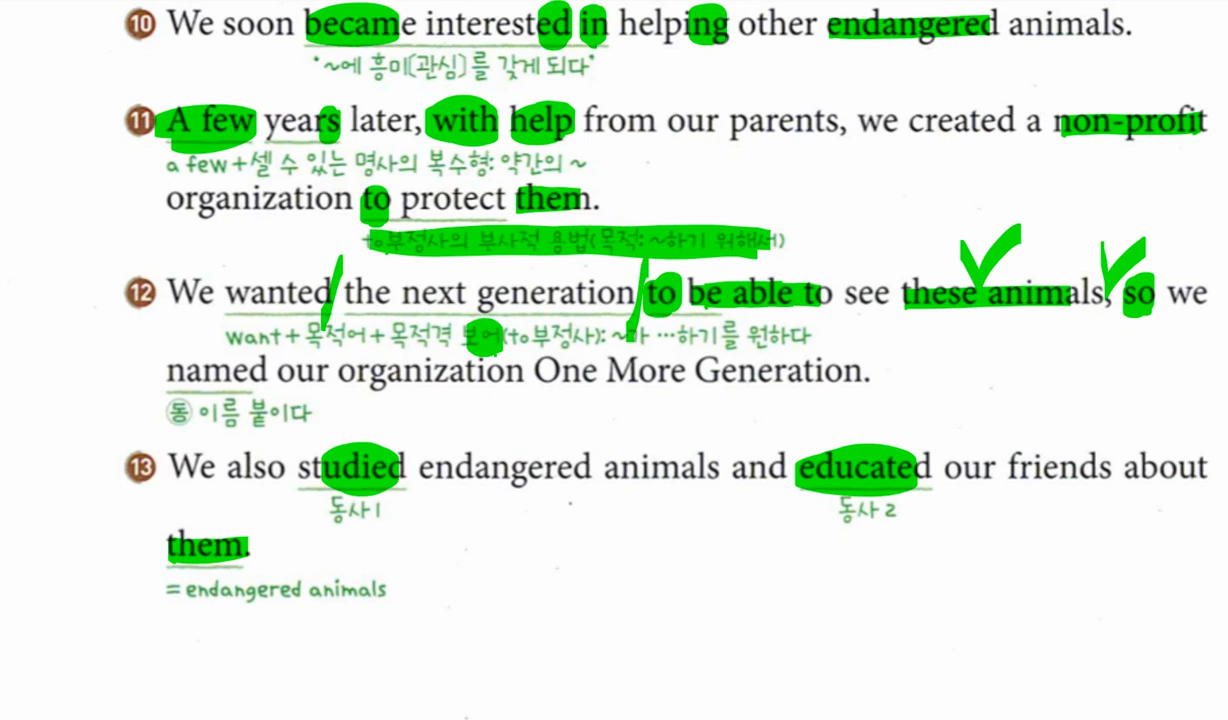 10 We soon became interested in helping other endangered animals.
'~에 흥미[관심]를 갖게 되다'
11 A few years later, with help from our parents, we created a non-profit
a few+셀 수 있는 명사의 복수형: 약간의 ~
organization to protect them.
to부정사의 부사적 용법(목적: ~하기 위해서)
12 We wanted the next generation to be able to see these animals, so we
want+목적어+목적격 보어(to부정사): ~가 …하기를 원하다
named our organization One More Generation.
동 이름 붙이다
13 We also studied endangered animals and educated our friends about
동사1 동사2
them.
= endangered animals